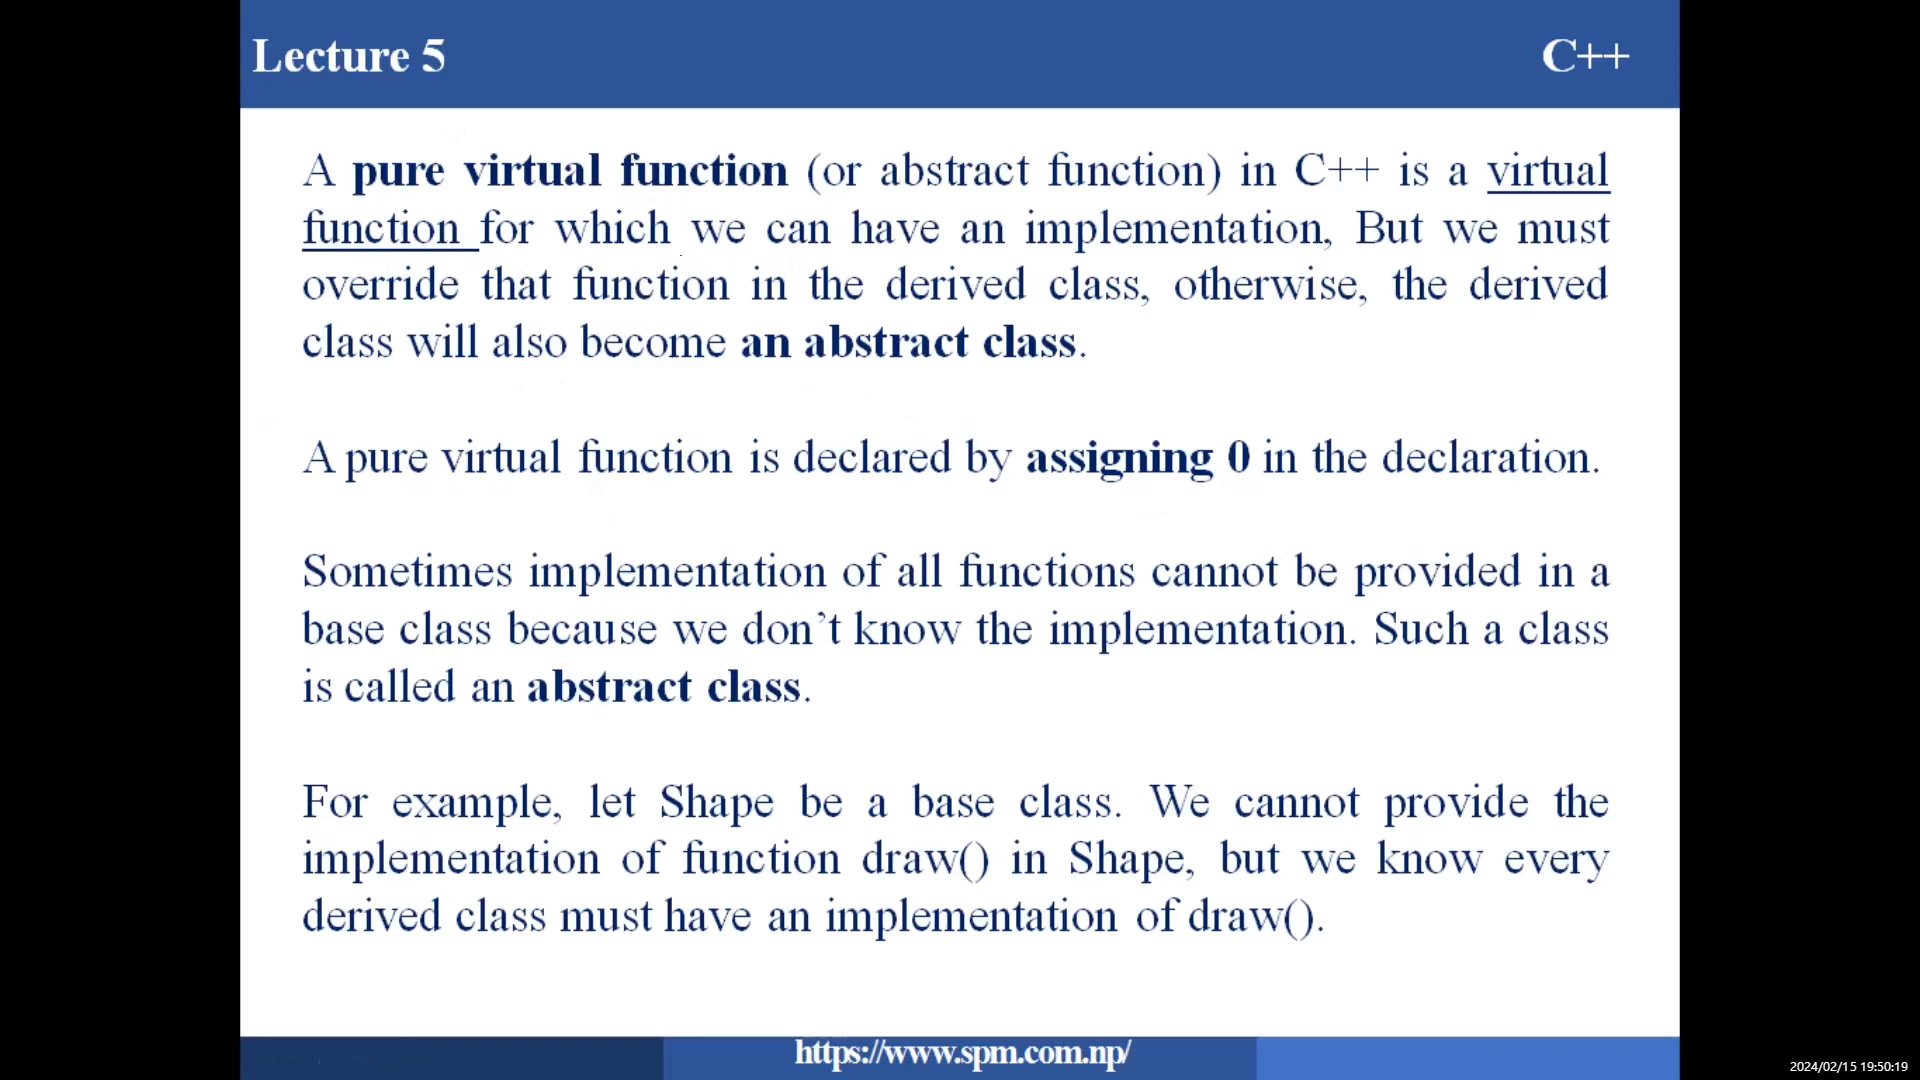 Lecture 5
C++
A pure virtual function (or abstract function) in C++ is a virtual
function for which we can have an implementation, But we must
override that function in the derived class, otherwise, the derived
class will also become an abstract class.
A pure virtual function is declared by assigning 0 in the declaration.
Sometimes implementation of all functions cannot be provided in a
base class because we don’t know the implementation. Such a class
is called an abstract class.
For example, let Shape be a base class. We cannot provide the
implementation of function draw() in Shape, but we know every
derived class must have an implementation of draw().
https://www.spm.com.np/
2024/02/15 19:50:19